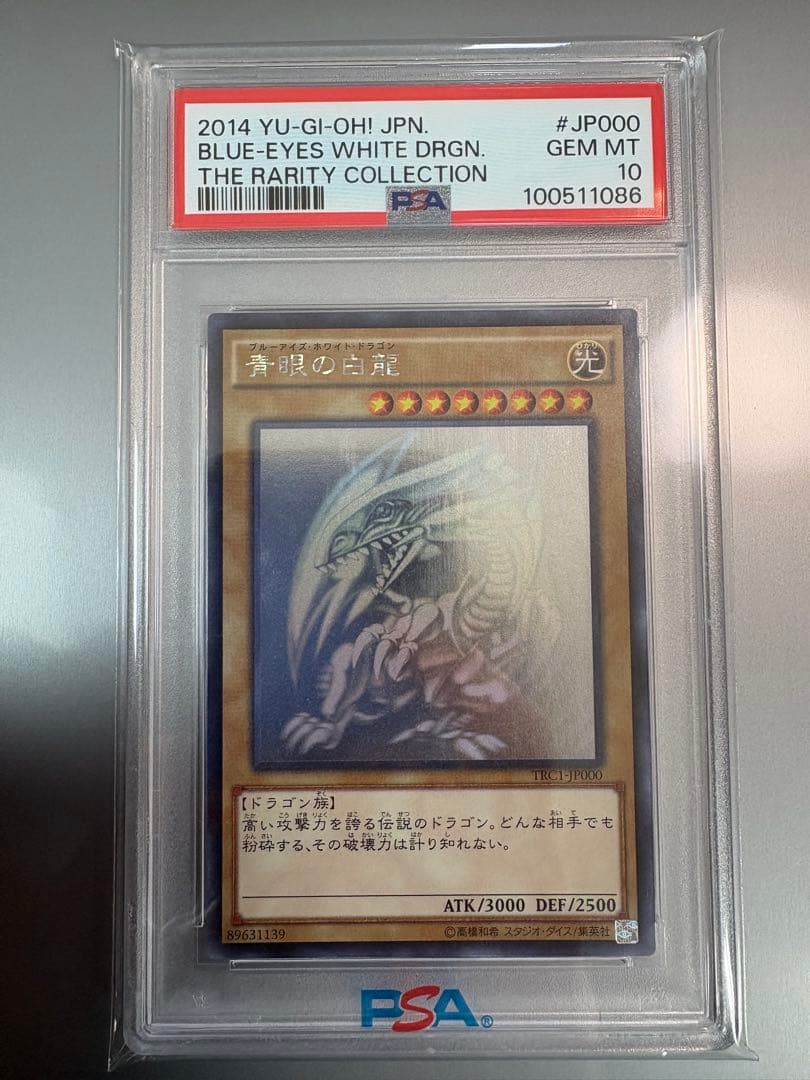 2014 YU-GI-OH! JPN. #JP000
BLUE-EYES WHITE DRGN. GEM MT
THE RARITY COLLECTION 10
PSA 100511086
ブルーアイズ・ホワイト・ドラゴン
青眼の白龍
ひかり
光
TRC1-JP000
【ドラゴン族】
高い攻撃力を誇る伝説のドラゴン。どんな相手でも
粉砕する、その破壊力は計り知れない。
ATK/3000 DEF/2500
89631139 ©高橋和希 スタジオ・ダイス/集英社
PSA®